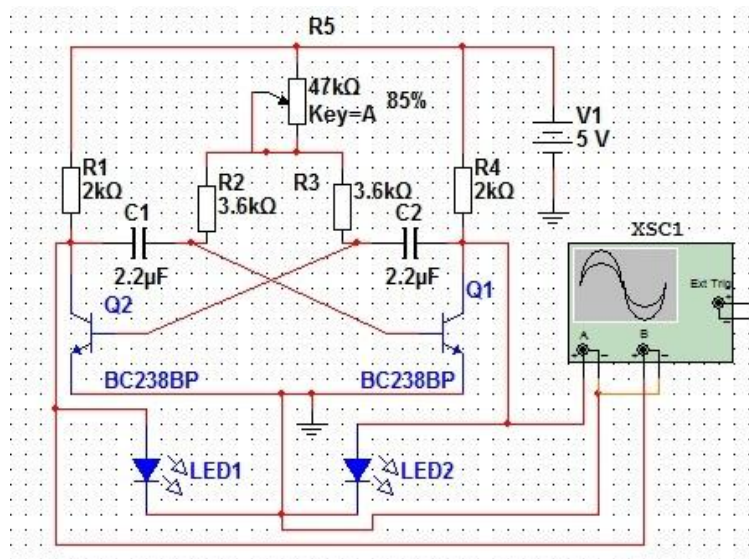 R5
47kΩ
Key=A
85%
V1
5 V
R1
2kΩ
R2
3.6kΩ
R3
3.6kΩ
R4
2kΩ
C1
2.2µF
C2
2.2µF
XSC1
Ext Trig
+
-
A
B
+
-
+
-
Q2
Q1
BC238BP
BC238BP
LED1
LED2